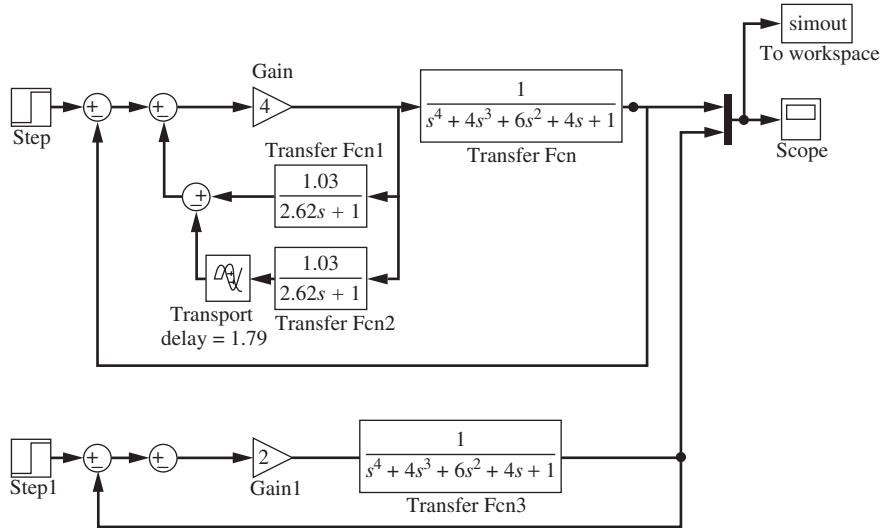 simout
To workspace
Gain
+
−
+
−
4
1
s⁴ + 4s³ + 6s² + 4s + 1
Step
Transfer Fcn
Scope
Transfer Fcn1
1.03
2.62s + 1
− +
1.03
2.62s + 1
Transport
delay = 1.79
Transfer Fcn2
+
−
+
−
2
1
s⁴ + 4s³ + 6s² + 4s + 1
Step1
Gain1
Transfer Fcn3